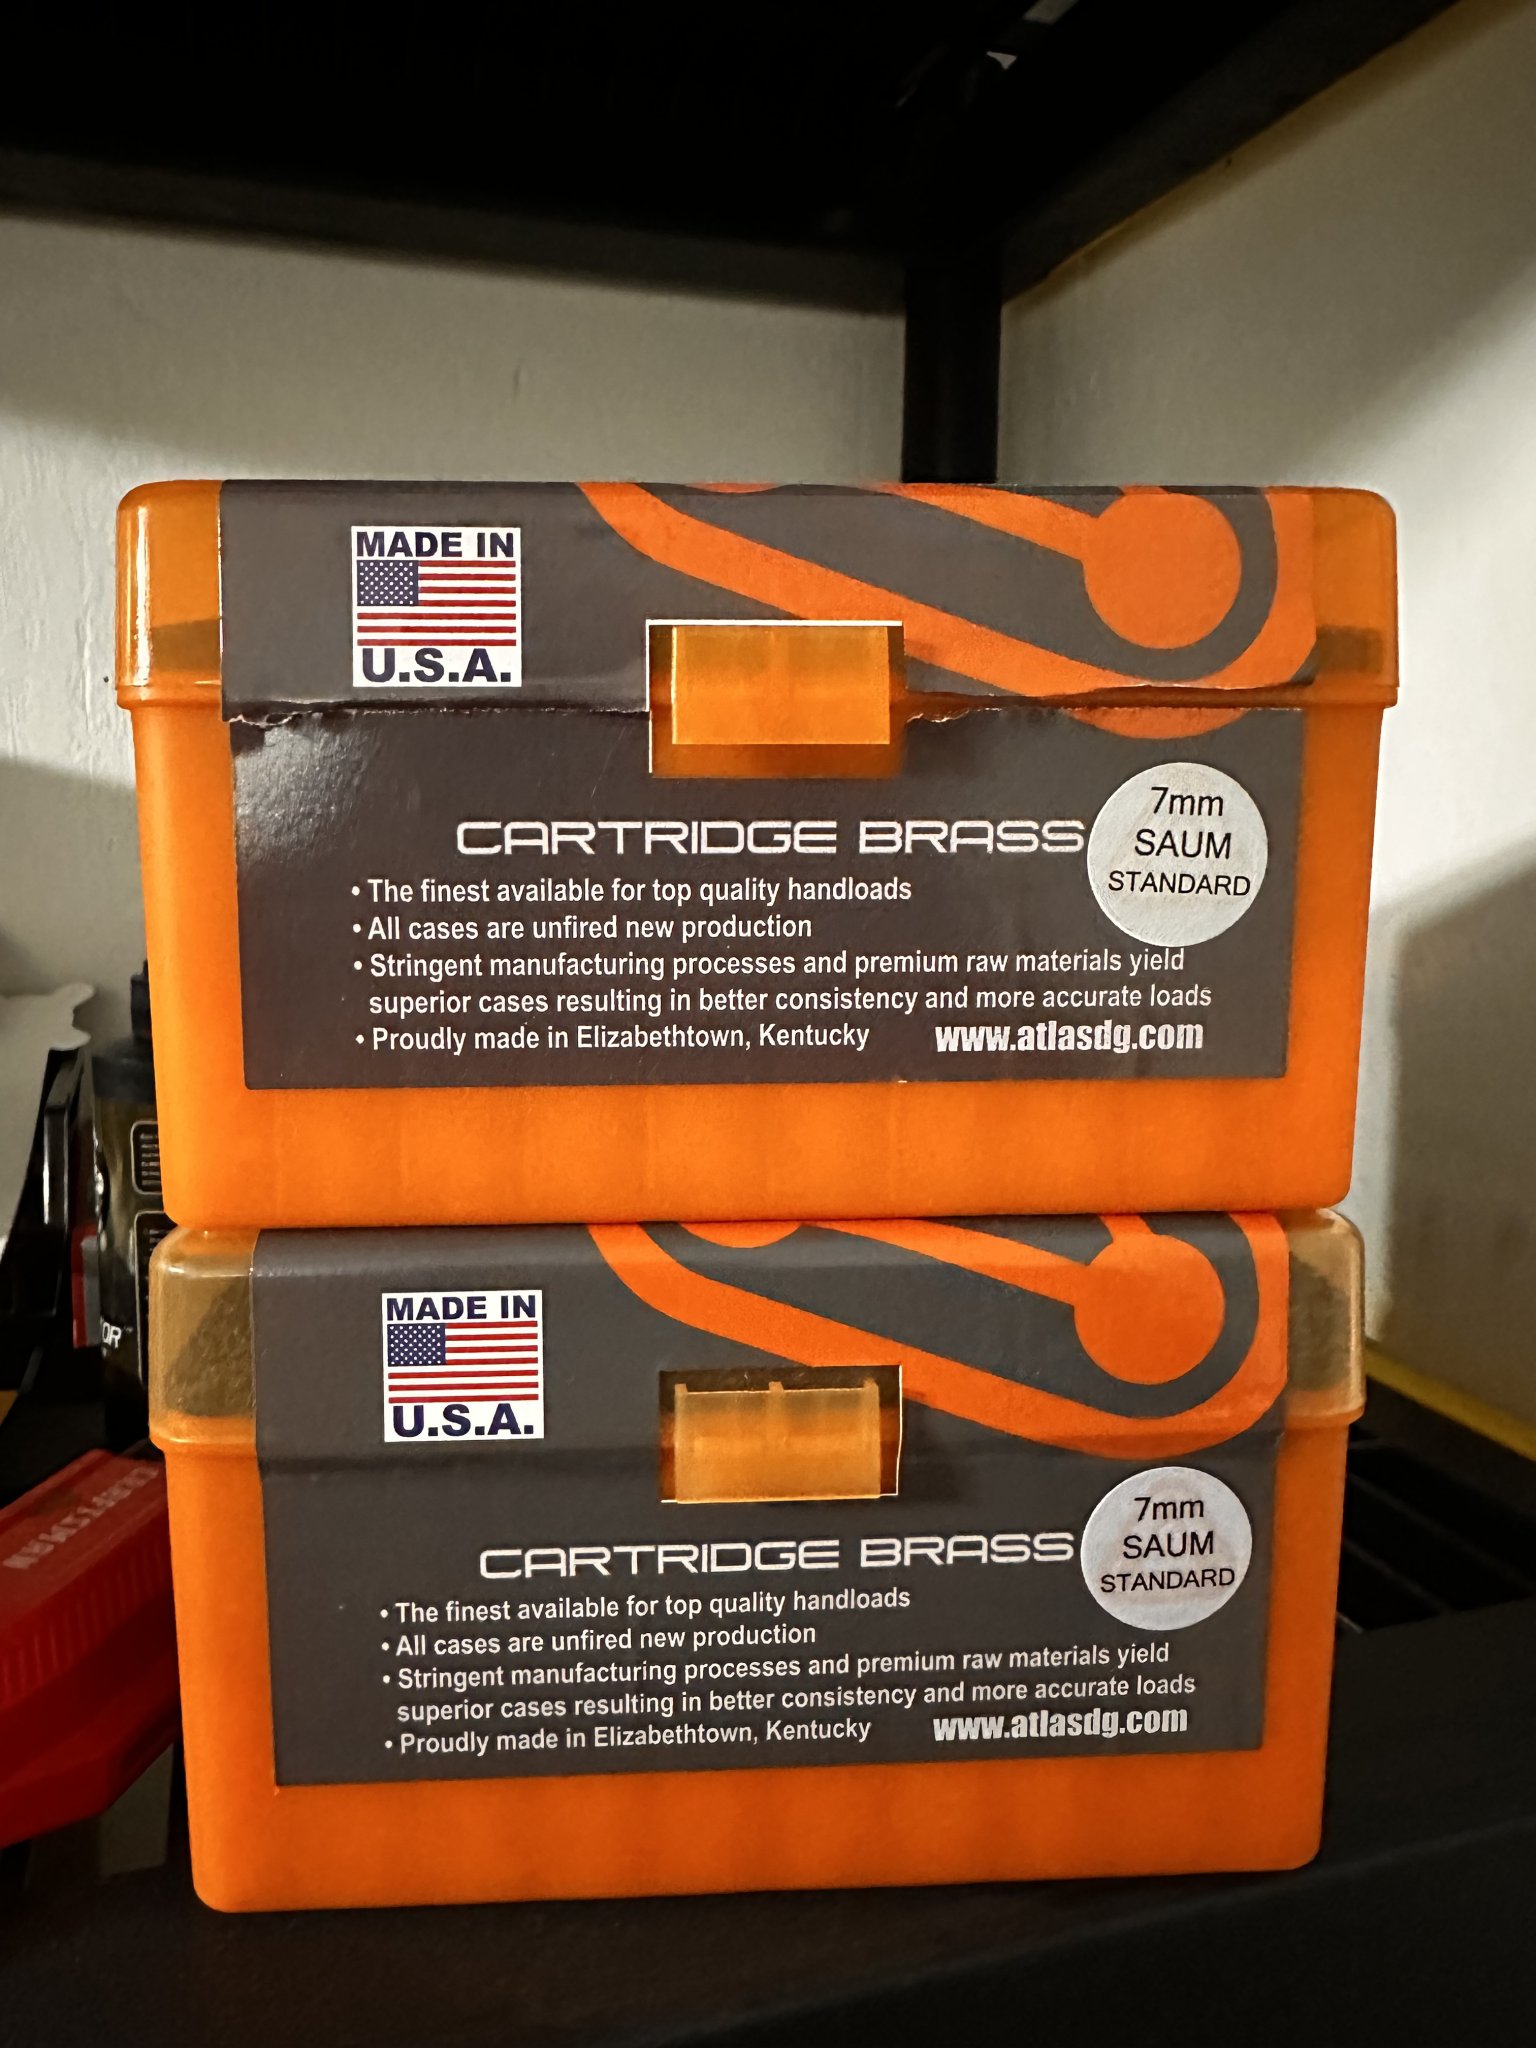 MADE IN
U.S.A.
CARTRIDGE BRASS
7mm
SAUM
STANDARD
• The finest available for top quality handloads
• All cases are unfired new production
• Stringent manufacturing processes and premium raw materials yield
superior cases resulting in better consistency and more accurate loads
• Proudly made in Elizabethtown, Kentucky www.atlasdg.com
MADE IN
U.S.A.
CARTRIDGE BRASS
7mm
SAUM
STANDARD
• The finest available for top quality handloads
• All cases are unfired new production
• Stringent manufacturing processes and premium raw materials yield
superior cases resulting in better consistency and more accurate loads
• Proudly made in Elizabethtown, Kentucky www.atlasdg.com